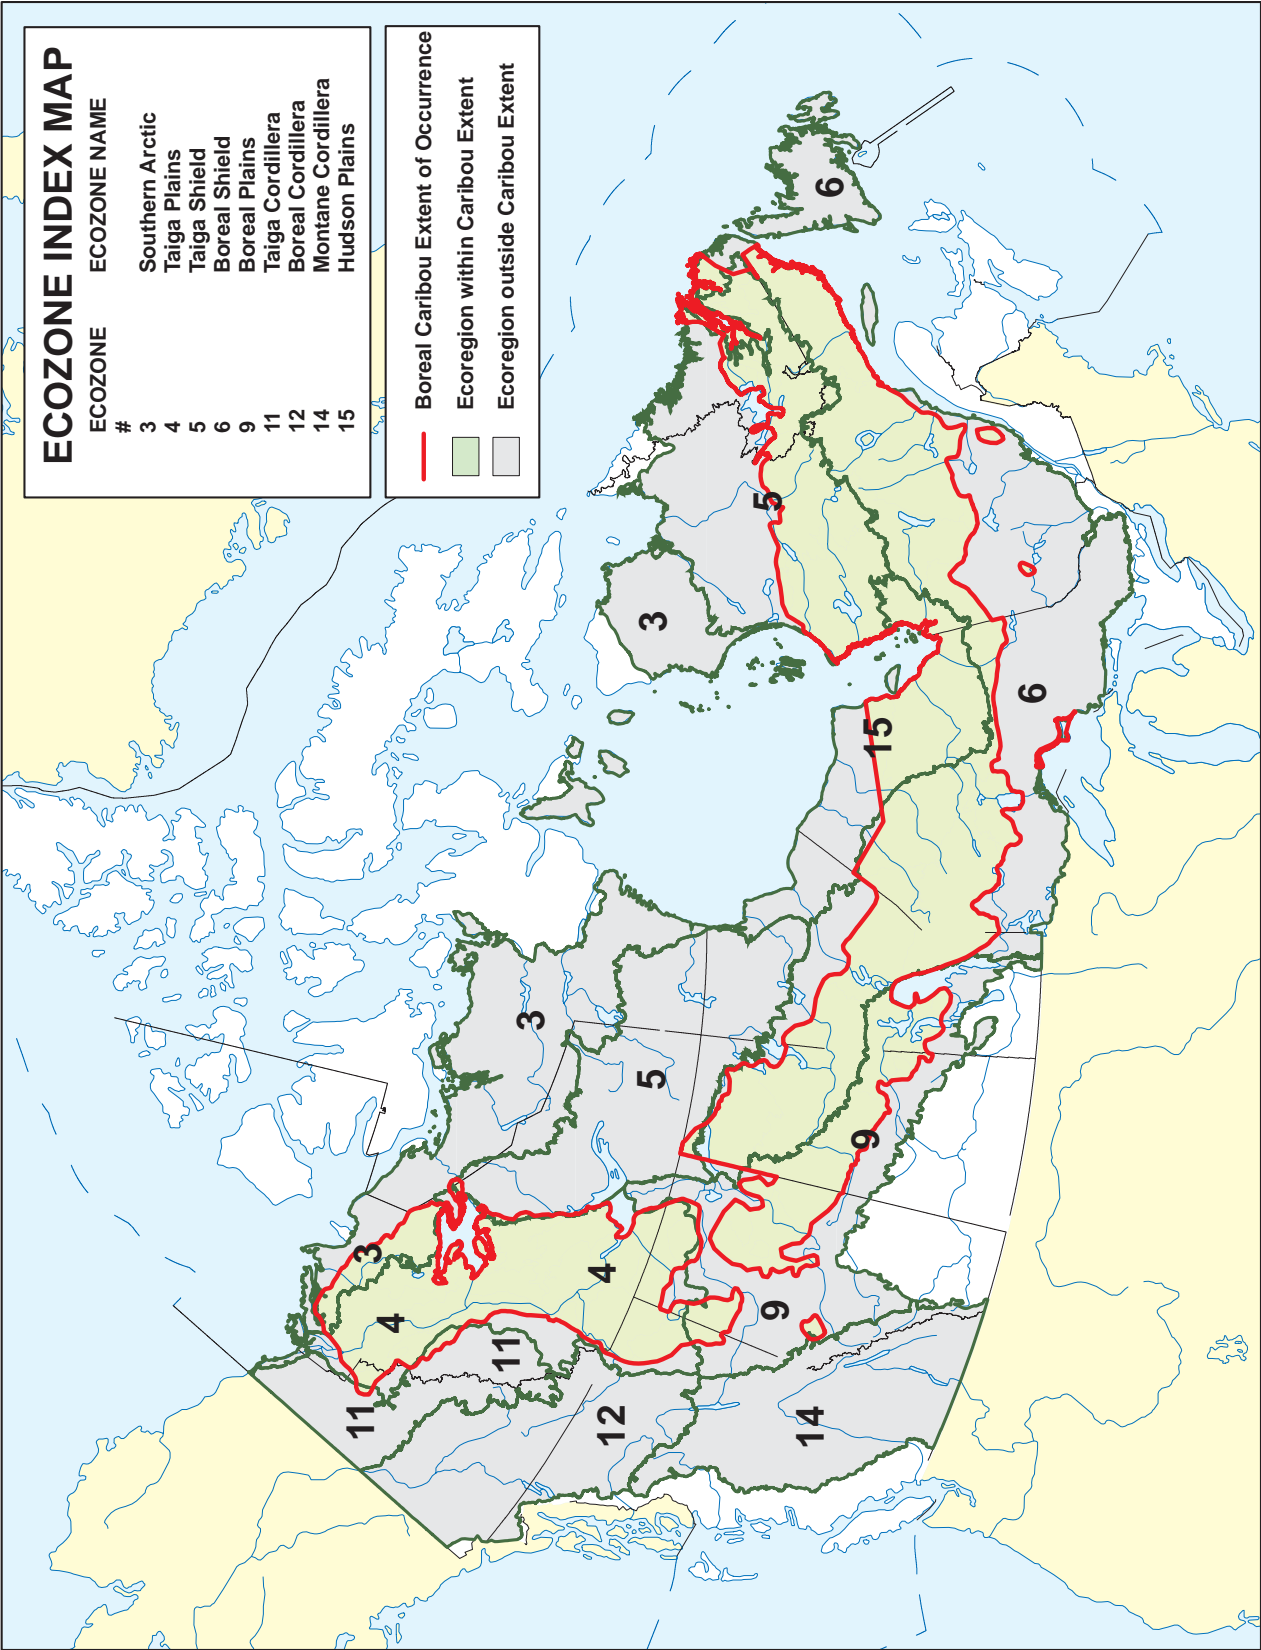 ECOZONE INDEX MAP
ECOZONE ECOZONE NAME
#
3 Southern Arctic
4 Taiga Plains
5 Taiga Shield
6 Boreal Shield
9 Boreal Plains
11 Taiga Cordillera
12 Boreal Cordillera
14 Montane Cordillera
15 Hudson Plains
Boreal Caribou Extent of Occurrence
Ecoregion within Caribou Extent
Ecoregion outside Caribou Extent
11
4
3
11
12
4
3
5
9
9
14
3
5
15
6
6